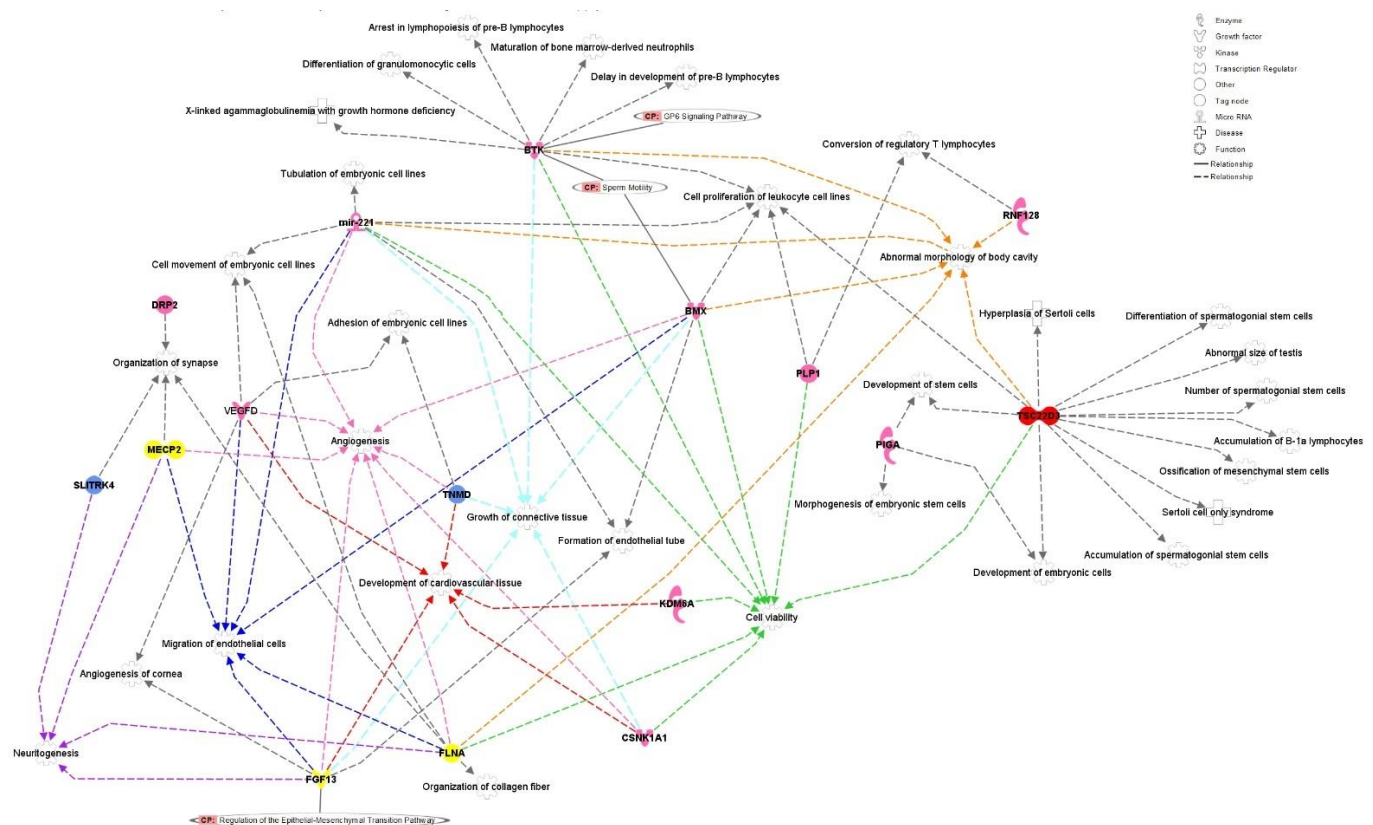 Arrest in lymphopoiesis of pre-B lymphocytes
Maturation of bone marrow-derived neutrophils
Differentiation of granulomonocytic cells
Delay in development of pre-B lymphocytes
X-linked agammaglobulinemia with growth hormone deficiency
CP: GP6 Signaling Pathway
BTK
Conversion of regulatory T lymphocytes
Tubulation of embryonic cell lines
CP: Sperm Motility
Cell proliferation of leukocyte cell lines
mir-221
RNF128
Cell movement of embryonic cell lines
Abnormal morphology of body cavity
DRP2
BMX
Adhesion of embryonic cell lines
Hyperplasia of Sertoli cells
Differentiation of spermatogonial stem cells
Organization of synapse
Abnormal size of testis
PLP1
Development of stem cells
Number of spermatogonial stem cells
VEGFD
TSC22D3
Angiogenesis
Accumulation of B-1a lymphocytes
MECP2
PIGA
Ossification of mesenchymal stem cells
SLITRK4
TNMD
Morphogenesis of embryonic stem cells
Growth of connective tissue
Sertoli cell only syndrome
Formation of endothelial tube
Accumulation of spermatogonial stem cells
Development of cardiovascular tissue
Development of embryonic cells
KDM6A
Cell viability
Migration of endothelial cells
Angiogenesis of cornea
CSNK1A1
Neuritogenesis
FLNA
FGF13
Organization of collagen fiber
CP: Regulation of the Epithelial-Mesenchymal Transition Pathway
Enzyme
Growth factor
Kinase
Transcription Regulator
Other
Tag node
Micro RNA
Disease
Function
Relationship
Relationship